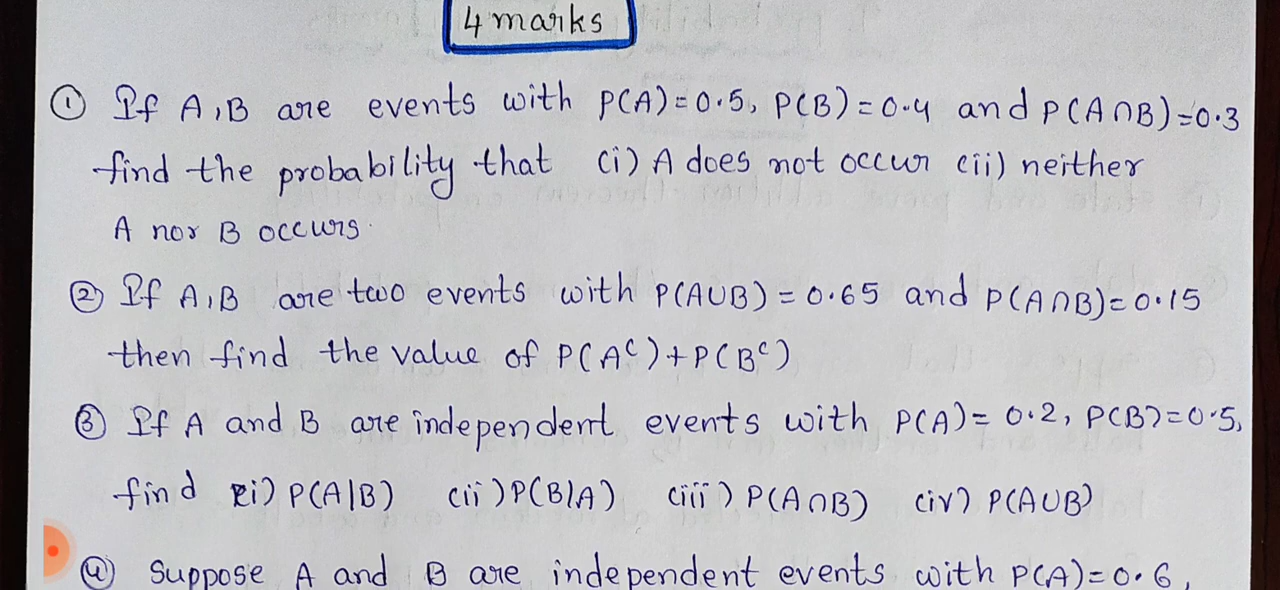 4 marks
① If A, B are events with P(A)=0.5, P(B)=0.4 and P(A∩B)=0.3
find the probability that (i) A does not occur (ii) neither
A nor B occurs.
② If A, B are two events with P(A∪B) = 0.65 and P(A∩B)=0.15
then find the value of P(Aᶜ)+P(Bᶜ)
③ If A and B are independent events with P(A)= 0.2, P(B)=0.5,
find (i) P(A|B) (ii) P(B|A) (iii) P(A∩B) (iv) P(A∪B)
④ Suppose A and B are independent events with P(A)=0.6,